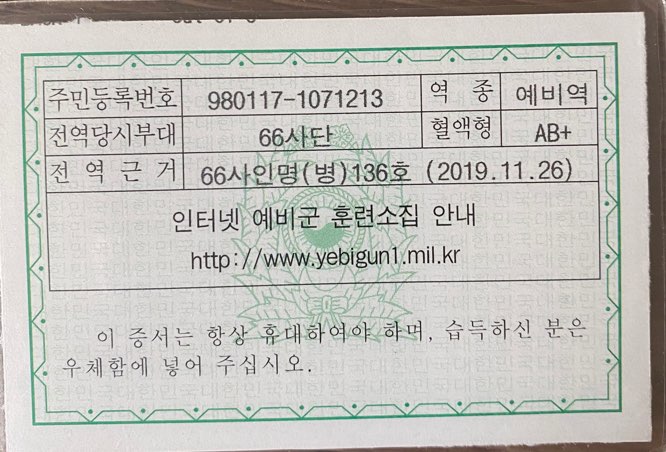 주민등록번호 980117-1071213 역 종 예비역
전역당시부대 66사단 혈액형 AB+
전 역 근 거 66사인명(병)136호 (2019.11.26)
인터넷 예비군 훈련소집 안내
http://www.yebigun1.mil.kr
이 증서는 항상 휴대하여야 하며, 습득하신 분은
우체함에 넣어 주십시오.